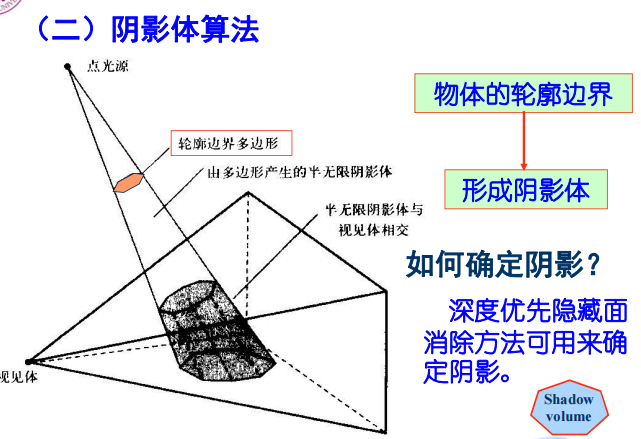 （二）阴影体算法
点光源
物体的轮廓边界
轮廓边界多边形
由多边形产生的半无限阴影体
形成阴影体
半无限阴影体与
视见体相交
如何确定阴影？
深度优先隐藏面
消除方法可用来确
定阴影。
视见体
Shadow
volume